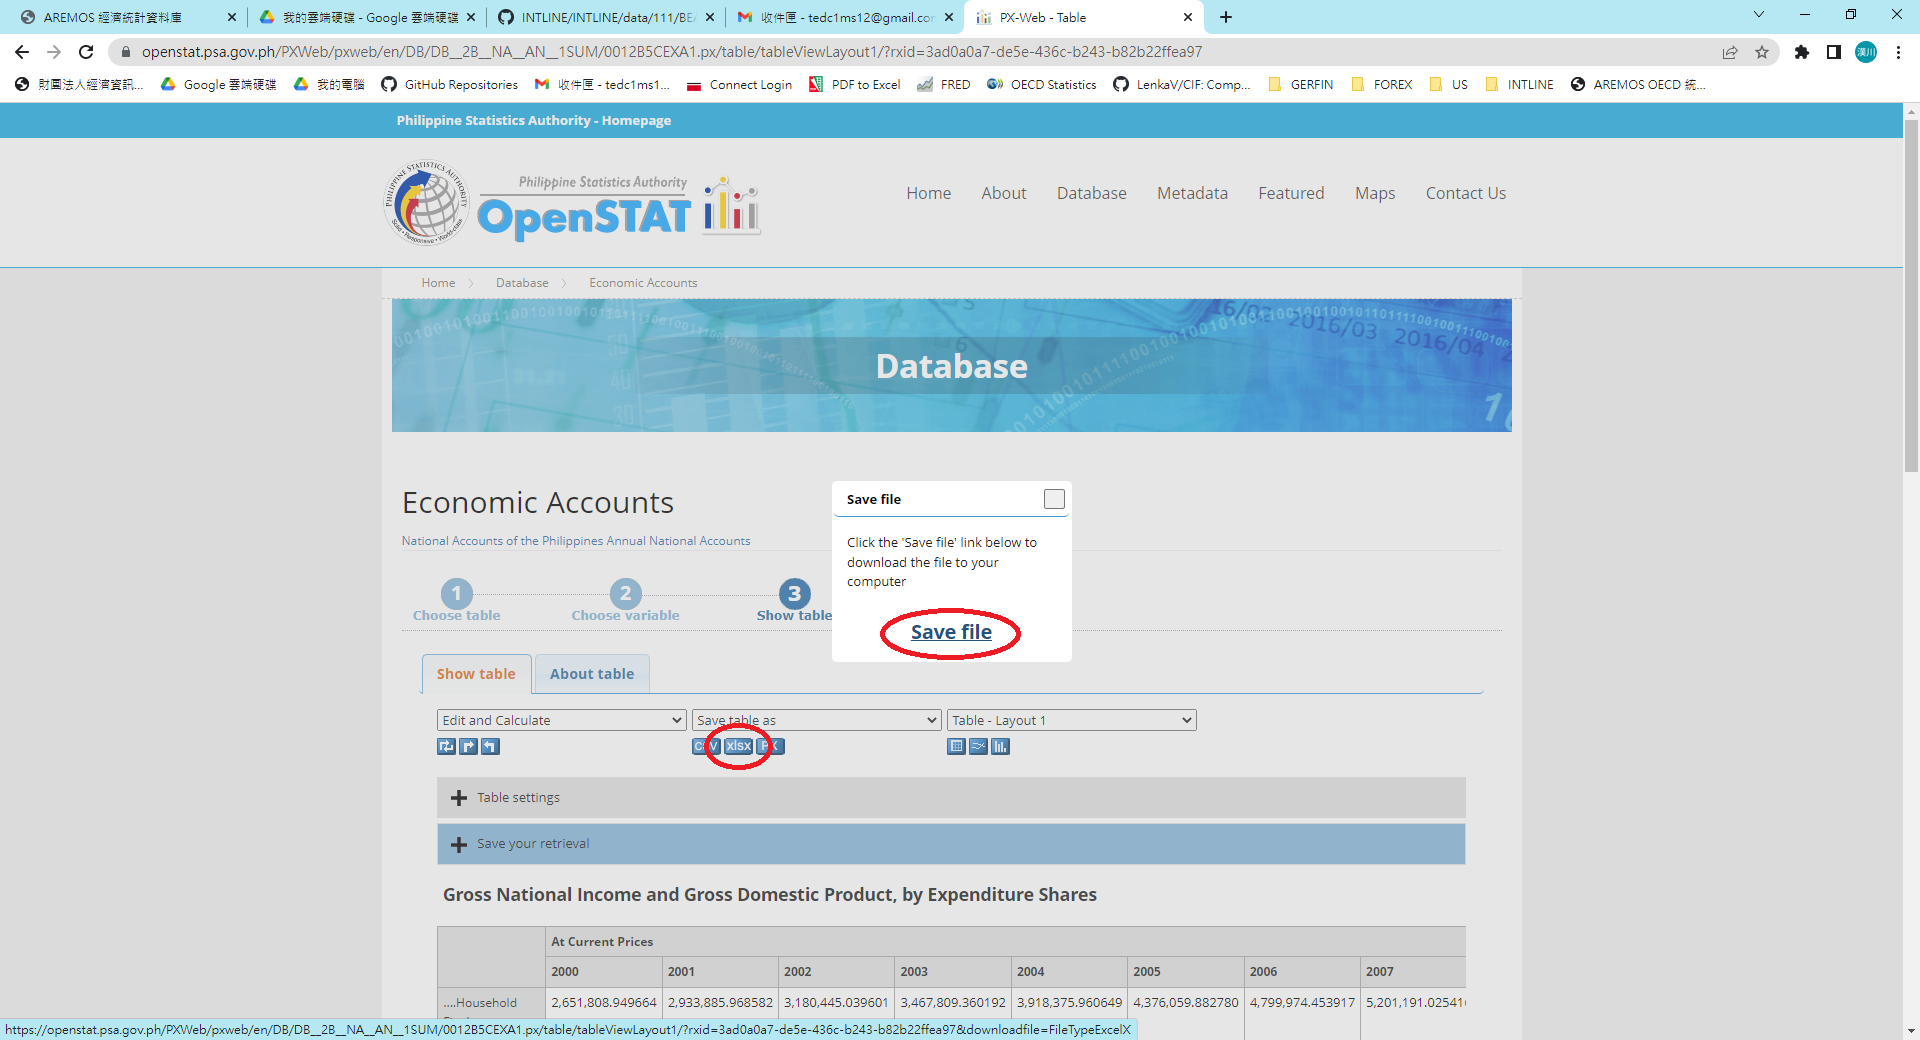 AREMOS 經濟統計資料庫
我的雲端硬碟 - Google 雲端硬碟
INTLINE/INTLINE/data/111/BEA
收件匣 - tedc1ms12@gmail.com
PX-Web - Table
openstat.psa.gov.ph/PXWeb/pxweb/en/DB/DB__2B__NA__AN__1SUM/0012B5CEXA1.px/table/tableViewLayout1/?rxid=3ad0a0a7-de5e-436c-b243-b82b22ffea97
漢川
財團法人經濟資訊...
Google 雲端硬碟
我的電腦
GitHub Repositories
收件匣 - tedc1ms1...
Connect Login
PDF to Excel
FRED
OECD Statistics
LenkaV/CIF: Comp...
GERFIN
FOREX
US
INTLINE
AREMOS OECD 統...
Philippine Statistics Authority - Homepage
PHILIPPINE STATISTICS AUTHORITY
Solid • Responsive • World-class
Philippine Statistics Authority
OpenSTAT
Home
About
Database
Metadata
Featured
Maps
Contact Us
Home
Database
Economic Accounts
Database
Economic Accounts
National Accounts of the Philippines Annual National Accounts
Save file
Click the 'Save file' link below to
download the file to your
computer
Save file
1
2
3
Choose table
Choose variable
Show table
Show table
About table
Edit and Calculate
Save table as
Table - Layout 1
CSV
xlsx
PX
Table settings
Save your retrieval
Gross National Income and Gross Domestic Product, by Expenditure Shares
At Current Prices
2000 2001 2002 2003 2004 2005 2006 2007
....Household 2,651,808.949664 2,933,885.968582 3,180,445.039601 3,467,809.360192 3,918,375.960649 4,376,059.882780 4,799,974.453917 5,201,191.02541
https://openstat.psa.gov.ph/PXWeb/pxweb/en/DB/DB__2B__NA__AN__1SUM/0012B5CEXA1.px/table/tableViewLayout1/?rxid=3ad0a0a7-de5e-436c-b243-b82b22ffea97&downloadfile=FileTypeExcelX